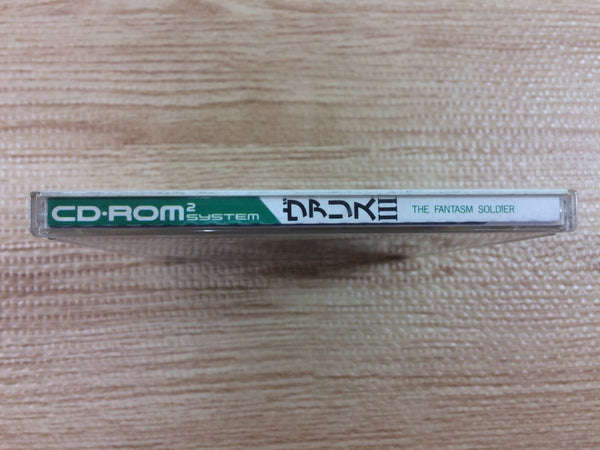 CD・ROM² SYSTEM ヴァリスIII THE FANTASM SOLDIER